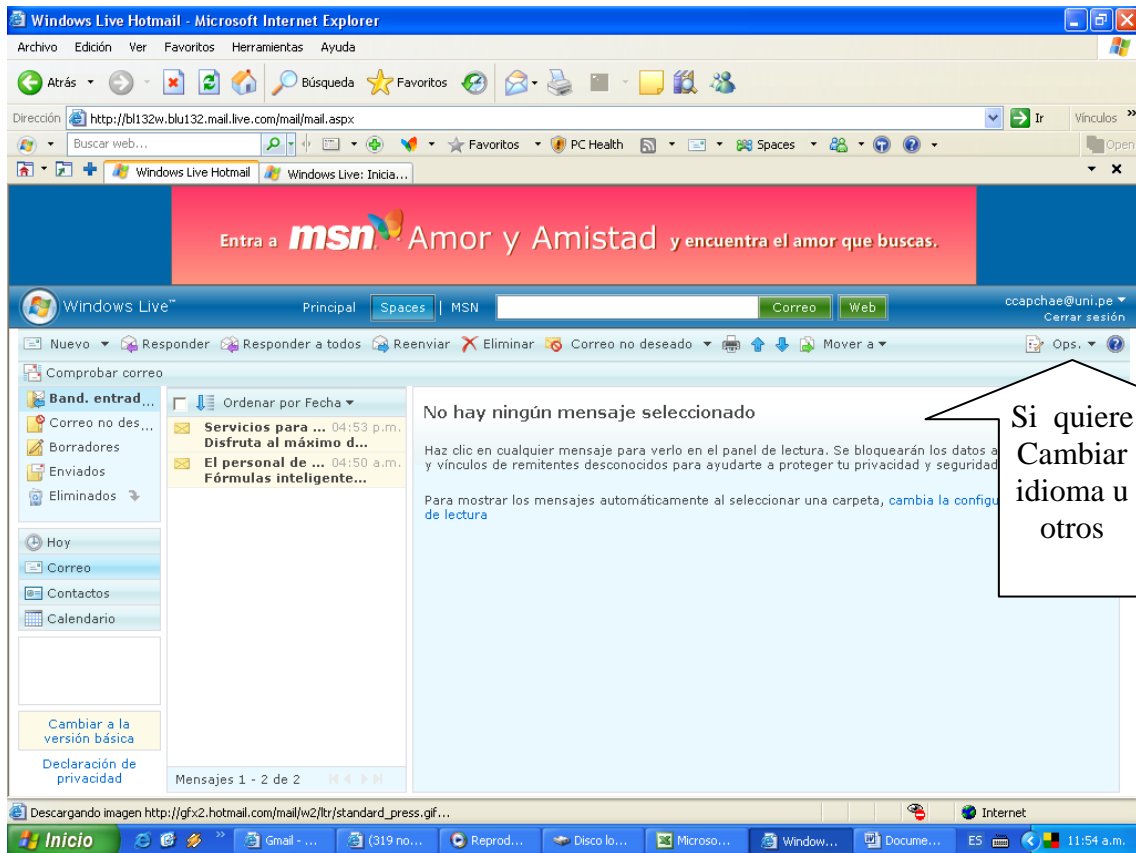 Windows Live Hotmail - Microsoft Internet Explorer
Archivo Edición Ver Favoritos Herramientas Ayuda
Atrás Búsqueda Favoritos
Dirección http://bl132w.blu132.mail.live.com/mail/mail.aspx Ir Vínculos »
Buscar web... Favoritos PC Health Spaces Open
Windows Live Hotmail Windows Live: Inicia...
Entra a msn Amor y Amistad y encuentra el amor que buscas.
Windows Live™ Principal Spaces | MSN Correo Web ccapchae@uni.pe
Cerrar sesión
Nuevo Responder Responder a todos Reenviar Eliminar Correo no deseado Mover a Ops.
Comprobar correo
Band. entrad...
Correo no des...
Borradores
Enviados
Eliminados
Hoy
Correo
Contactos
Calendario
Cambiar a la
versión básica
Declaración de
privacidad
Ordenar por Fecha
Servicios para ... 04:53 p.m.
Disfruta al máximo d...
El personal de ... 04:50 a.m.
Fórmulas inteligente...
Mensajes 1 - 2 de 2
No hay ningún mensaje seleccionado
Haz clic en cualquier mensaje para verlo en el panel de lectura. Se bloquearán los datos a
y vínculos de remitentes desconocidos para ayudarte a proteger tu privacidad y seguridad
Para mostrar los mensajes automáticamente al seleccionar una carpeta, cambia la configu
de lectura
Si quiere
Cambiar
idioma u
otros
Descargando imagen http://gfx2.hotmail.com/mail/w2/ltr/standard_press.gif... Internet
Inicio » Gmail - ... (319 no... Reprod... Disco lo... Microso... Window... Docume... ES 11:54 a.m.